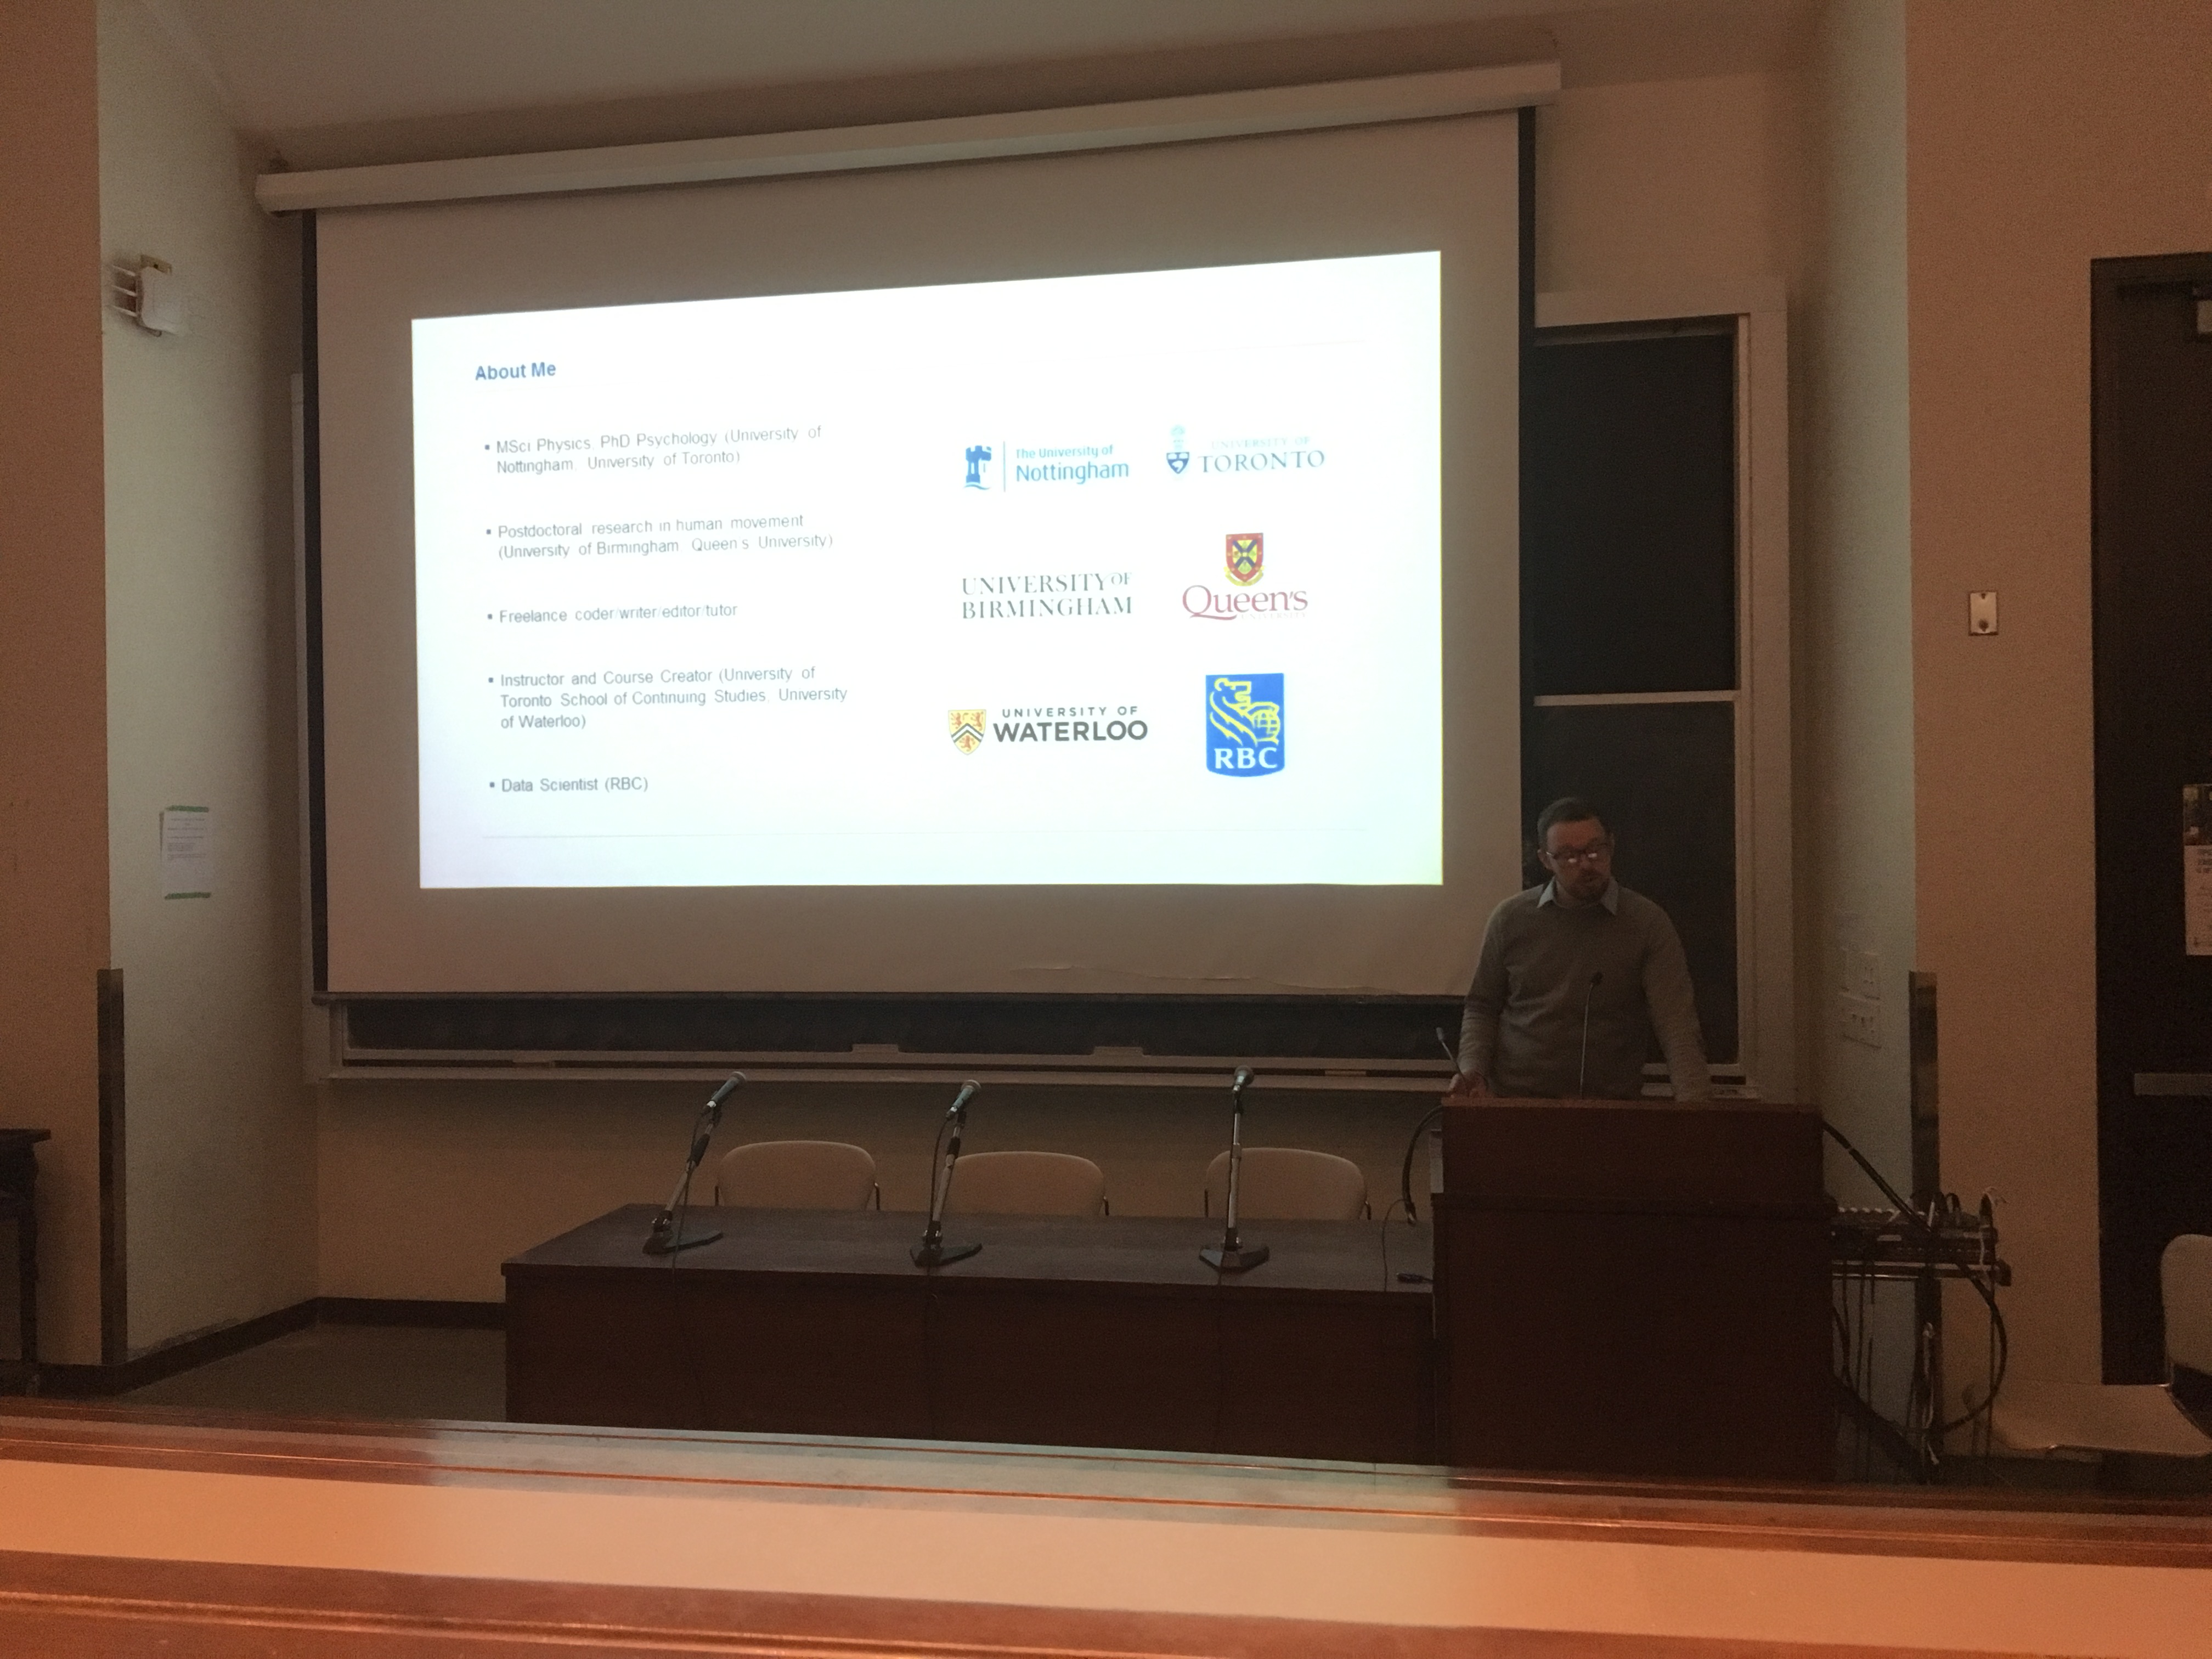 About Me
▪ MSci Physics, PhD Psychology (University of
Nottingham, University of Toronto)
▪ Postdoctoral research in human movement
(University of Birmingham, Queen's University)
▪ Freelance coder/writer/editor/tutor
▪ Instructor and Course Creator (University of
Toronto School of Continuing Studies, University
of Waterloo)
▪ Data Scientist (RBC)
The University of
Nottingham
UNIVERSITY OF
TORONTO
UNIVERSITY OF
BIRMINGHAM
Queen's
UNIVERSITY
UNIVERSITY OF
WATERLOO
RBC